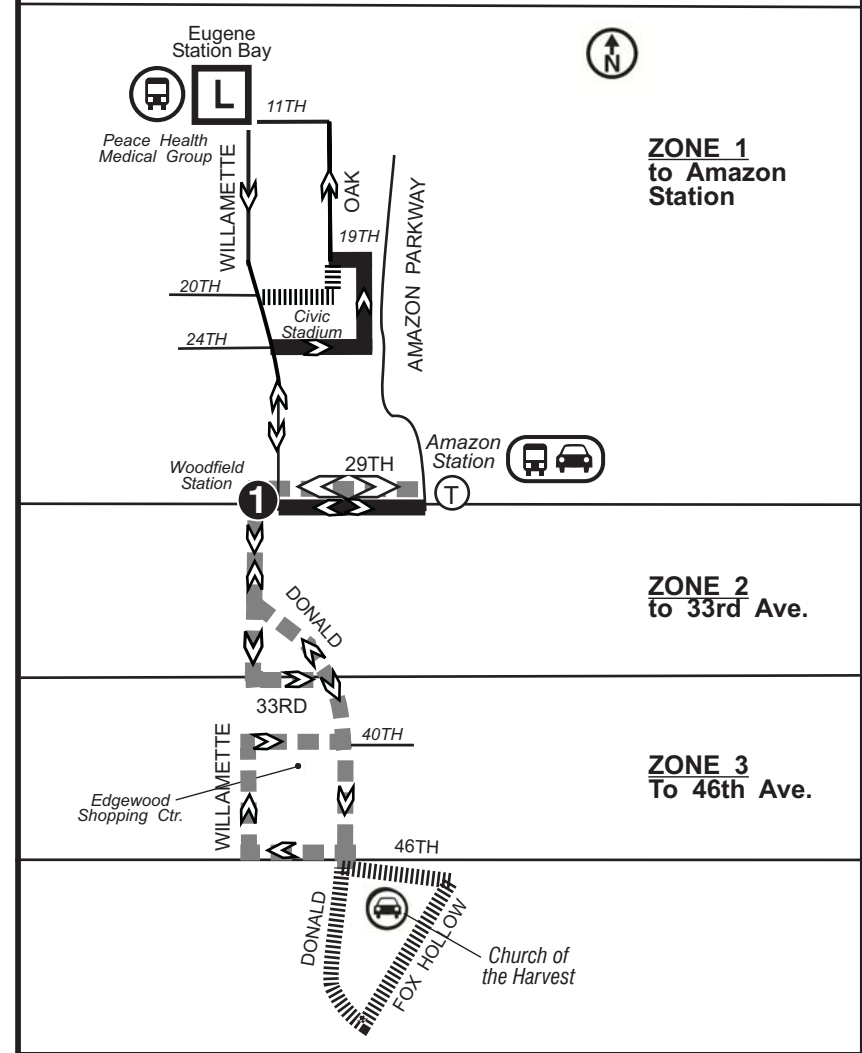 Eugene
Station Bay
L
N
11TH
Peace Health
Medical Group
WILLAMETTE
OAK
AMAZON PARKWAY
ZONE 1
to Amazon
Station
19TH
20TH
Civic
Stadium
24TH
Woodfield
Station
29TH
Amazon
Station
1
T
DONALD
ZONE 2
to 33rd Ave.
33RD
WILLAMETTE
40TH
Edgewood
Shopping Ctr.
ZONE 3
To 46th Ave.
46TH
DONALD
FOX HOLLOW
Church of
the Harvest